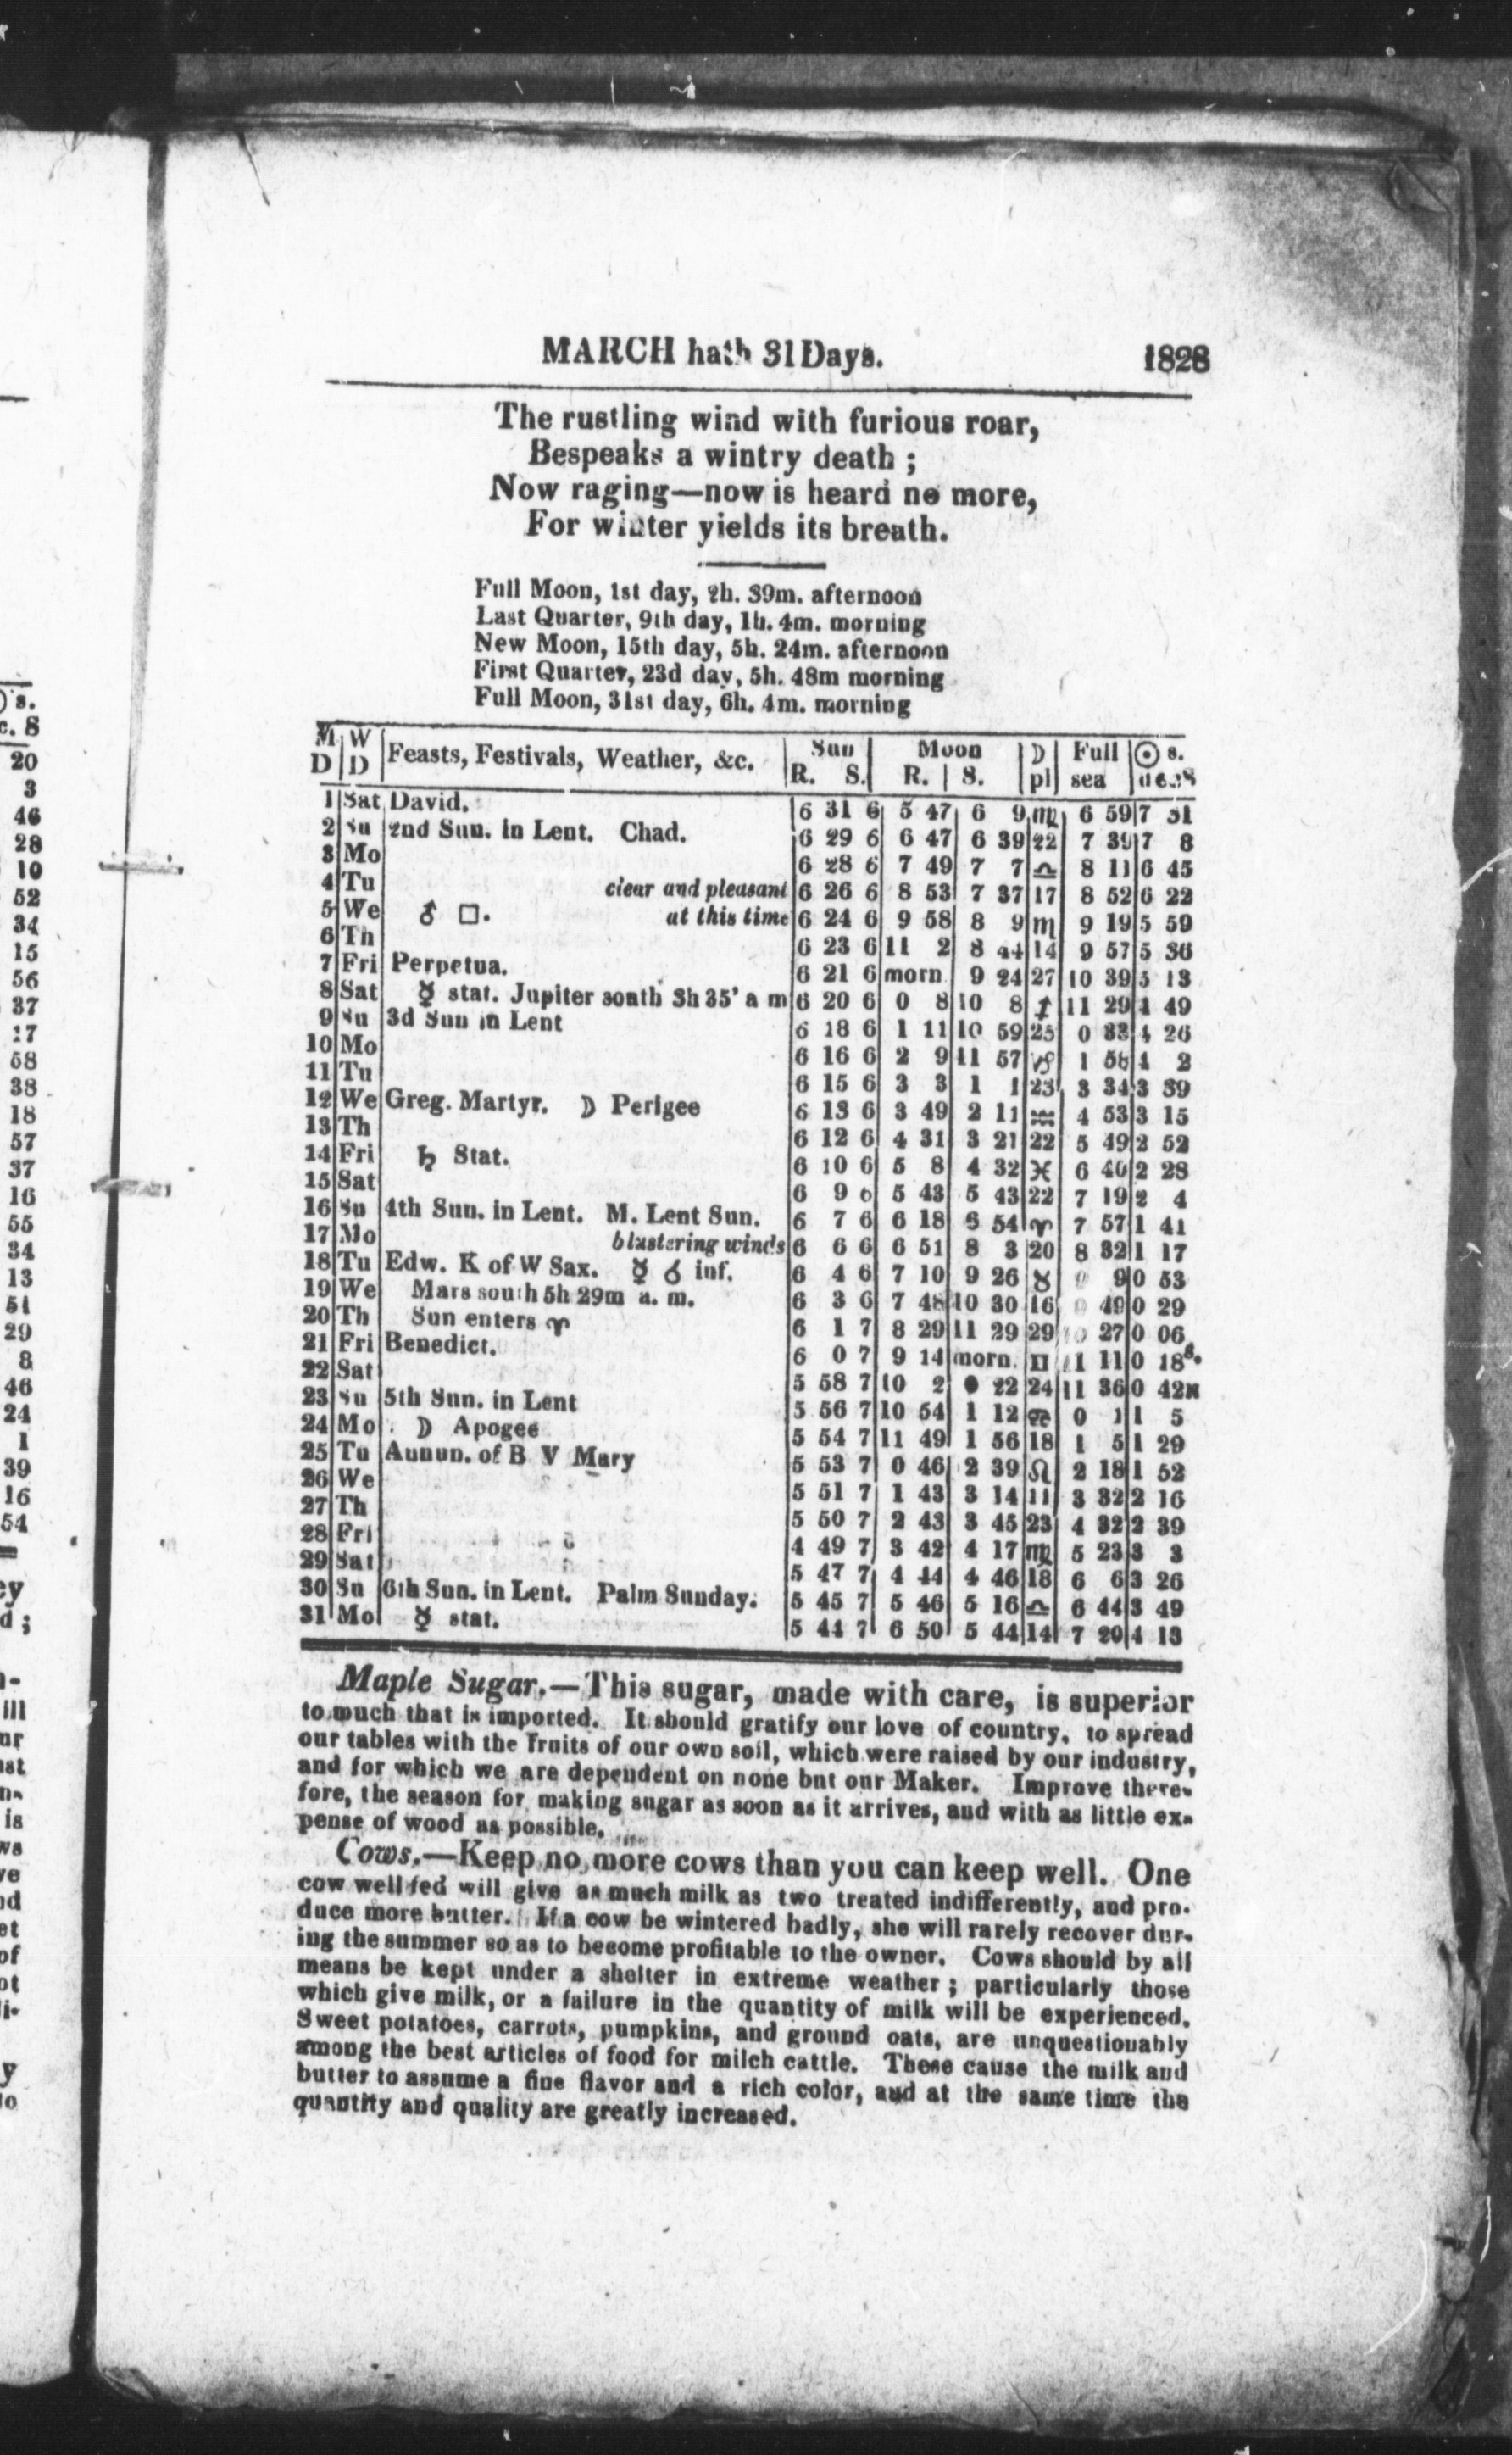 MARCH hath 31 Days. 1828
The rustling wind with furious roar,
Bespeaks a wintry death ;
Now raging—now is heard no more,
For winter yields its breath.
Full Moon, 1st day, 2h. 39m. afternoon
Last Quarter, 9th day, 1h. 4m. morning
New Moon, 15th day, 5h. 24m. afternoon
First Quarter, 23d day, 5h. 48m morning
Full Moon, 31st day, 6h. 4m. morning
M W Feasts, Festivals, Weather, &c. Sun Moon ☽ Full ☉ s.
D D R. S. R. S. pl sea dec. S
1 Sat David. 6 31 6 5 47 6 9 ♍ 6 59 7 31
2 Su 2nd Sun. in Lent. Chad. 6 29 6 6 47 6 39 22 7 39 7 8
3 Mo 6 28 6 7 49 7 7 ♎ 8 11 6 45
4 Tu clear and pleasant 6 26 6 8 53 7 37 17 8 52 6 22
5 We ♂ □. at this time 6 24 6 9 58 8 9 ♏ 9 19 5 59
6 Th 6 23 6 11 2 8 44 14 9 57 5 36
7 Fri Perpetua. 6 21 6 morn 9 24 27 10 39 5 13
8 Sat ☿ stat. Jupiter south 3h 35' a m 6 20 6 0 8 10 8 ♐ 11 29 4 49
9 Su 3d Sun in Lent 6 18 6 1 11 10 59 25 0 33 4 26
10 Mo 6 16 6 2 9 11 57 ♑ 1 58 4 2
11 Tu 6 15 6 3 3 1 1 23 3 34 3 39
12 We Greg. Martyr. ☽ Perigee 6 13 6 3 49 2 11 ♒ 4 53 3 15
13 Th 6 12 6 4 31 3 21 22 5 49 2 52
14 Fri ♄ Stat. 6 10 6 5 8 4 32 ♓ 6 40 2 28
15 Sat 6 9 6 5 43 5 43 22 7 19 2 4
16 Su 4th Sun. in Lent. M. Lent Sun. 6 7 6 6 18 6 54 ♈ 7 57 1 41
17 Mo blustering winds 6 6 6 6 51 8 3 20 8 32 1 17
18 Tu Edw. K of W Sax. ☿ ☌ inf. 6 4 6 7 10 9 26 ♉ 9 9 0 53
19 We Mars south 5h 29m a. m. 6 3 6 7 48 10 30 16 9 49 0 29
20 Th Sun enters ♈ 6 1 7 8 29 11 29 29 10 27 0 06
21 Fri Benedict. 6 0 7 9 14 morn. ♊ 11 11 0 18
22 Sat 5 58 7 10 2 0 22 24 11 36 0 42N
23 Su 5th Sun. in Lent 5 56 7 10 54 1 12 ♋ 0 1 1 5
24 Mo ☽ Apogee 5 54 7 11 49 1 56 18 1 5 1 29
25 Tu Annun. of B V Mary 5 53 7 0 46 2 39 ♌ 2 18 1 52
26 We 5 51 7 1 43 3 14 11 3 32 2 16
27 Th 5 50 7 2 43 3 45 23 4 32 2 39
28 Fri 4 49 7 3 42 4 17 ♍ 5 23 3 3
29 Sat 5 47 7 4 44 4 46 18 6 6 3 26
30 Su 6th Sun. in Lent. Palm Sunday. 5 45 7 5 46 5 16 ♎ 6 44 3 49
31 Mo ☿ stat. 5 44 7 6 50 5 44 14 7 20 4 13
Maple Sugar.—This sugar, made with care, is superior
to much that is imported. It should gratify our love of country, to spread
our tables with the fruits of our own soil, which were raised by our industry,
and for which we are dependent on none but our Maker. Improve there-
fore, the season for making sugar as soon as it arrives, and with as little ex-
pense of wood as possible.
Cows.—Keep no more cows than you can keep well. One
cow well fed will give as much milk as two treated indifferently, and pro-
duce more butter. If a cow be wintered badly, she will rarely recover dur-
ing the summer so as to become profitable to the owner. Cows should by all
means be kept under a shelter in extreme weather ; particularly those
which give milk, or a failure in the quantity of milk will be experienced.
Sweet potatoes, carrots, pumpkins, and ground oats, are unquestionably
among the best articles of food for milch cattle. These cause the milk and
butter to assume a fine flavor and a rich color, and at the same time the
quantity and quality are greatly increased.